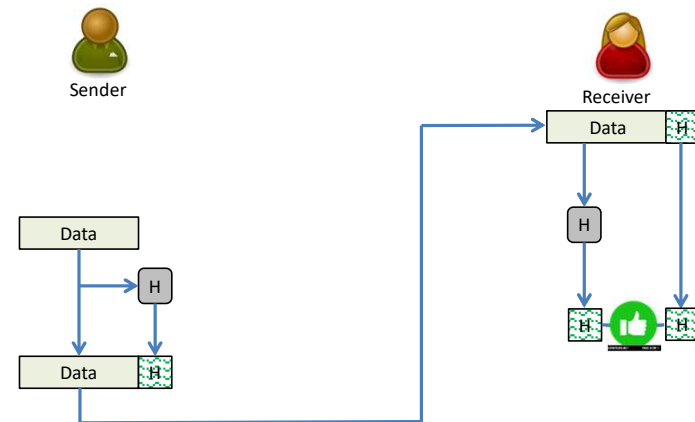 Sender
Receiver
Data H
H
Data
H
H H
Data H